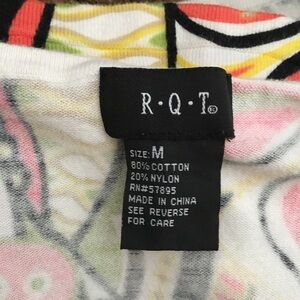 R·Q·T®
SIZE: M
80% COTTON
20% NYLON
RN#57895
MADE IN CHINA
SEE REVERSE
FOR CARE